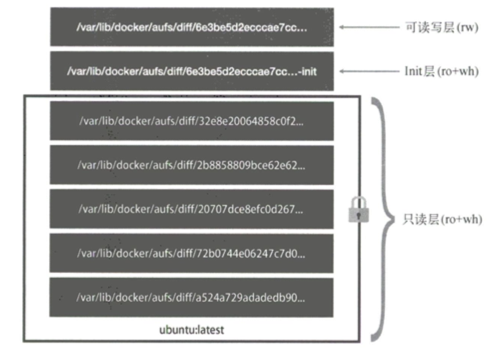 /var/lib/docker/aufs/diff/6e3be5d2ecccae7cc...
可读写层(rw)
/var/lib/docker/aufs/diff/6e3be5d2ecccae7cc...-init
Init层(ro+wh)
/var/lib/docker/aufs/diff/32e8e20064858c0f2...
/var/lib/docker/aufs/diff/2b8858809bce62e62...
/var/lib/docker/aufs/diff/20707dce8efc0d267...
只读层(ro+wh)
/var/lib/docker/aufs/diff/72b0744e06247c7d0...
/var/lib/docker/aufs/diff/a524a729adadedb90...
ubuntu:latest